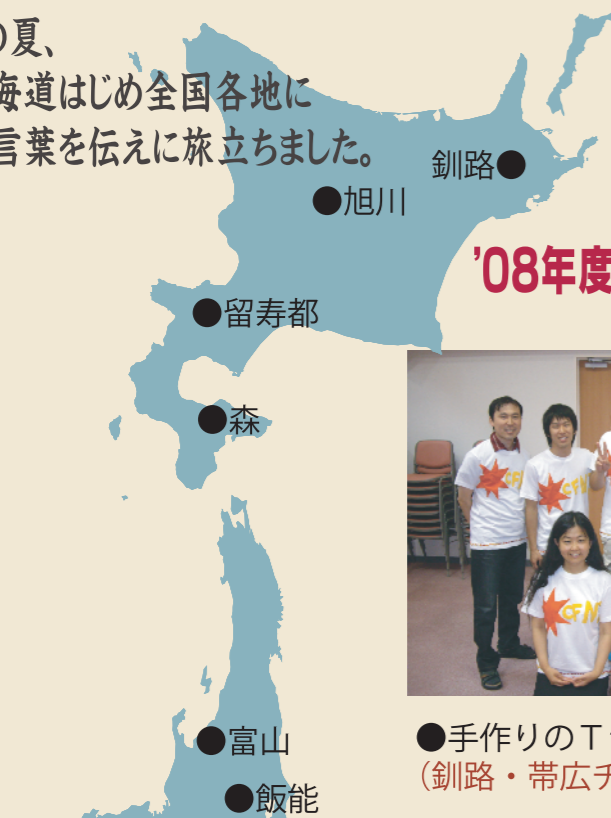 の夏、
海道はじめ全国各地に
言葉を伝えに旅立ちました。
釧路
旭川
'08年度
留寿都
森
CFN
富山
飯能
●手作りのT
(釧路・帯広チ